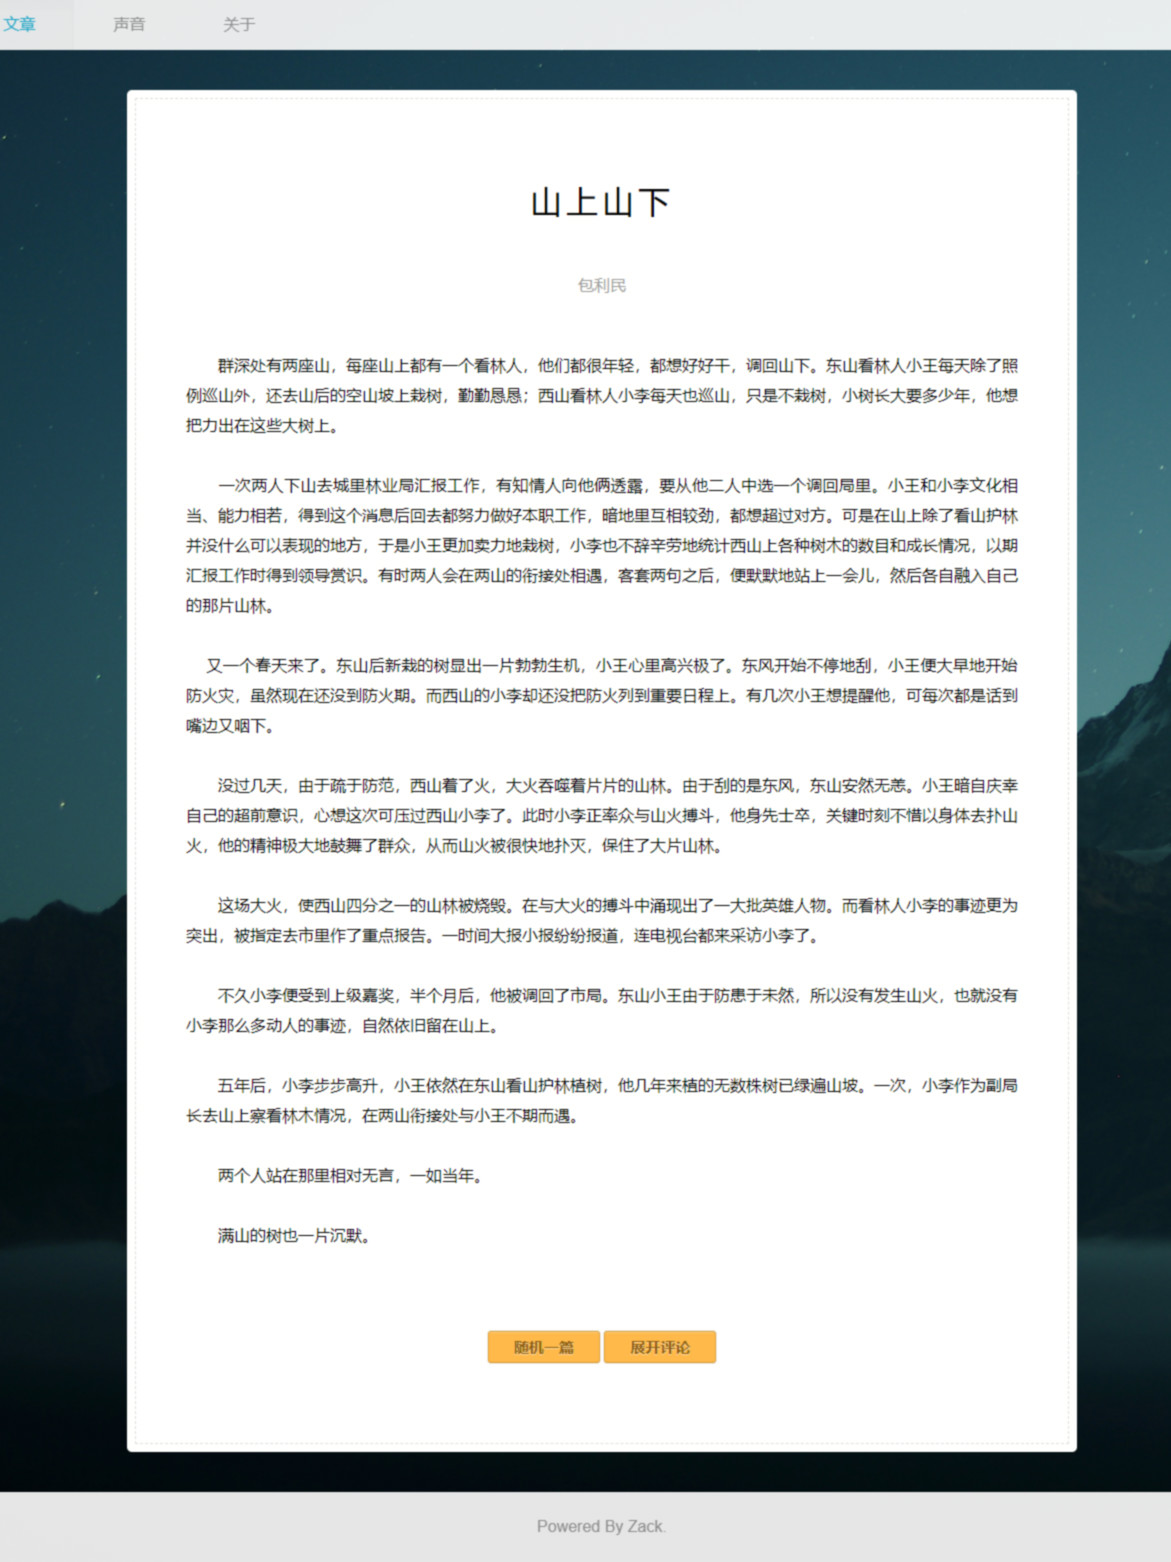 文章 声音 关于
山上山下
包利民
群深处有两座山，每座山上都有一个看林人，他们都很年轻，都想好好干，调回山下。东山看林人小王每天除了照
例巡山外，还去山后的空山坡上栽树，勤勤恳恳；西山看林人小李每天也巡山，只是不栽树，小树长大要多少年，他想
把力出在这些大树上。
一次两人下山去城里林业局汇报工作，有知情人向他俩透露，要从他二人中选一个调回局里。小王和小李文化相
当、能力相若，得到这个消息后回去都努力做好本职工作，暗地里互相较劲，都想超过对方。可是在山上除了看山护林
并没什么可以表现的地方，于是小王更加卖力地栽树，小李也不辞辛劳地统计西山上各种树木的数目和成长情况，以期
汇报工作时得到领导赏识。有时两人会在两山的衔接处相遇，客套两句之后，便默默地站上一会儿，然后各自融入自己
的那片山林。
又一个春天来了。东山后新栽的树显出一片勃勃生机，小王心里高兴极了。东风开始不停地刮，小王便大早地开始
防火灾，虽然现在还没到防火期。而西山的小李却还没把防火列到重要日程上。有几次小王想提醒他，可每次都是话到
嘴边又咽下。
没过几天，由于疏于防范，西山着了火，大火吞噬着片片的山林。由于刮的是东风，东山安然无恙。小王暗自庆幸
自己的超前意识，心想这次可压过西山小李了。此时小李正率众与山火搏斗，他身先士卒，关键时刻不惜以身体去扑山
火，他的精神极大地鼓舞了群众，从而山火被很快地扑灭，保住了大片山林。
这场大火，使西山四分之一的山林被烧毁。在与大火的搏斗中涌现出了一大批英雄人物。而看林人小李的事迹更为
突出，被指定去市里作了重点报告。一时间大报小报纷纷报道，连电视台都来采访小李了。
不久小李便受到上级嘉奖，半个月后，他被调回了市局。东山小王由于防患于未然，所以没有发生山火，也就没有
小李那么多动人的事迹，自然依旧留在山上。
五年后，小李步步高升，小王依然在东山看山护林植树，他几年来植的无数株树已绿遍山坡。一次，小李作为副局
长去山上察看林木情况，在两山衔接处与小王不期而遇。
两个人站在那里相对无言，一如当年。
满山的树也一片沉默。
随机一篇 展开评论
Powered By Zack.